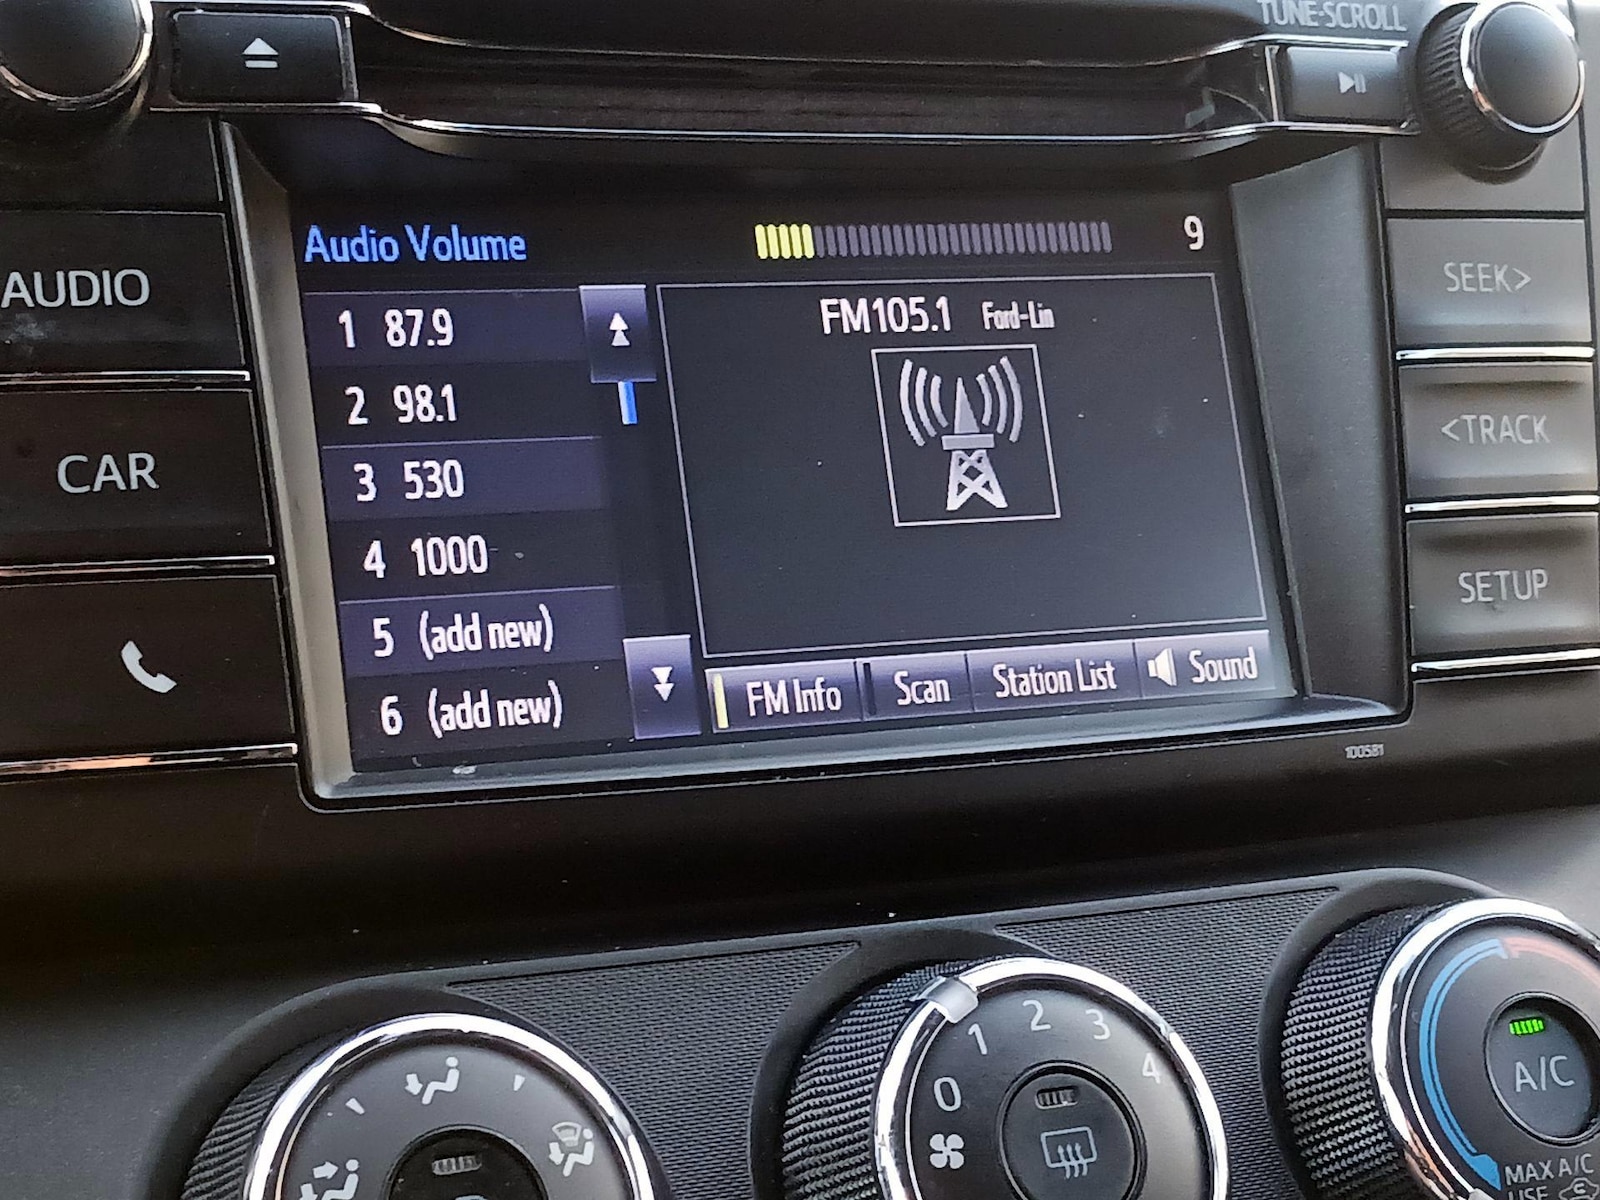 TUNE·SCROLL
AUDIO
CAR
Audio Volume
9
1 87.9
2 98.1
3 530
4 1000
5 (add new)
6 (add new)
FM105.1 Ford-Lin
FM Info
Scan
Station List
Sound
SEEK>
<TRACK
SETUP
100581
0
1
2
3
4
A/C
MAX A/C